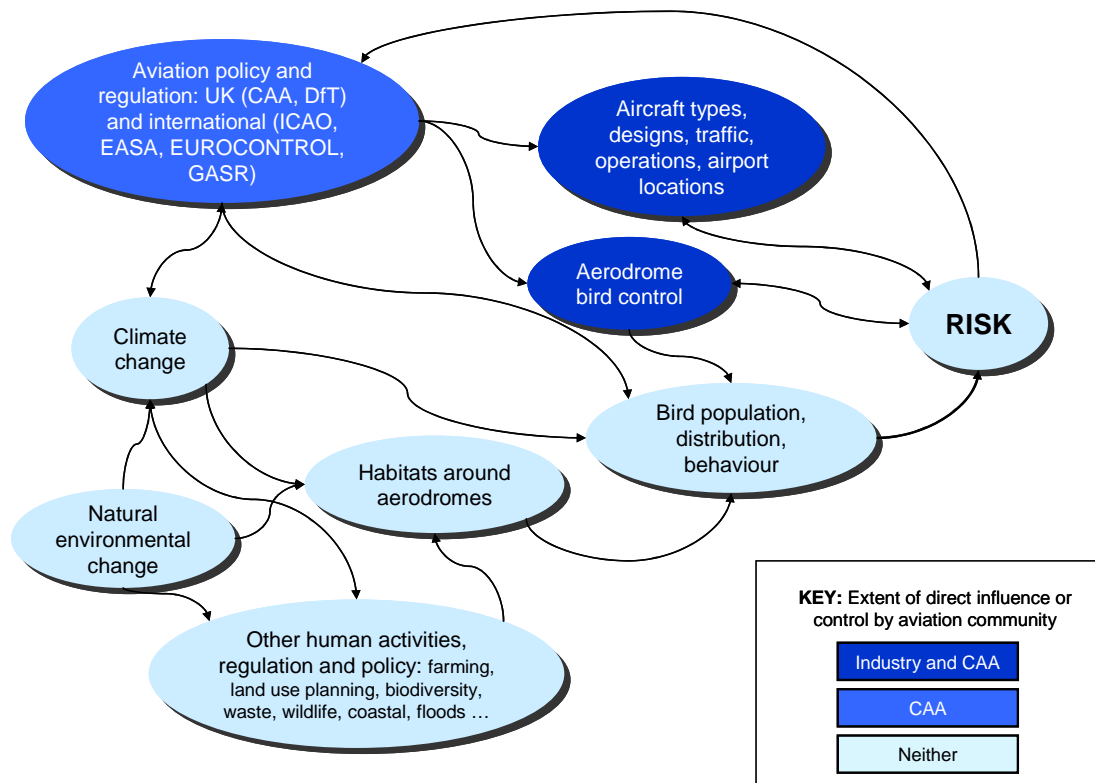 Aviation policy and
regulation: UK (CAA, DfT)
and international (ICAO,
EASA, EUROCONTROL,
GASR)
Aircraft types,
designs, traffic,
operations, airport
locations
Aerodrome
bird control
RISK
Climate
change
Bird population,
distribution,
behaviour
Habitats around
aerodromes
Natural
environmental
change
Other human activities,
regulation and policy: farming,
land use planning, biodiversity,
waste, wildlife, coastal, floods ...
KEY: Extent of direct influence or
control by aviation community
Industry and CAA
CAA
Neither